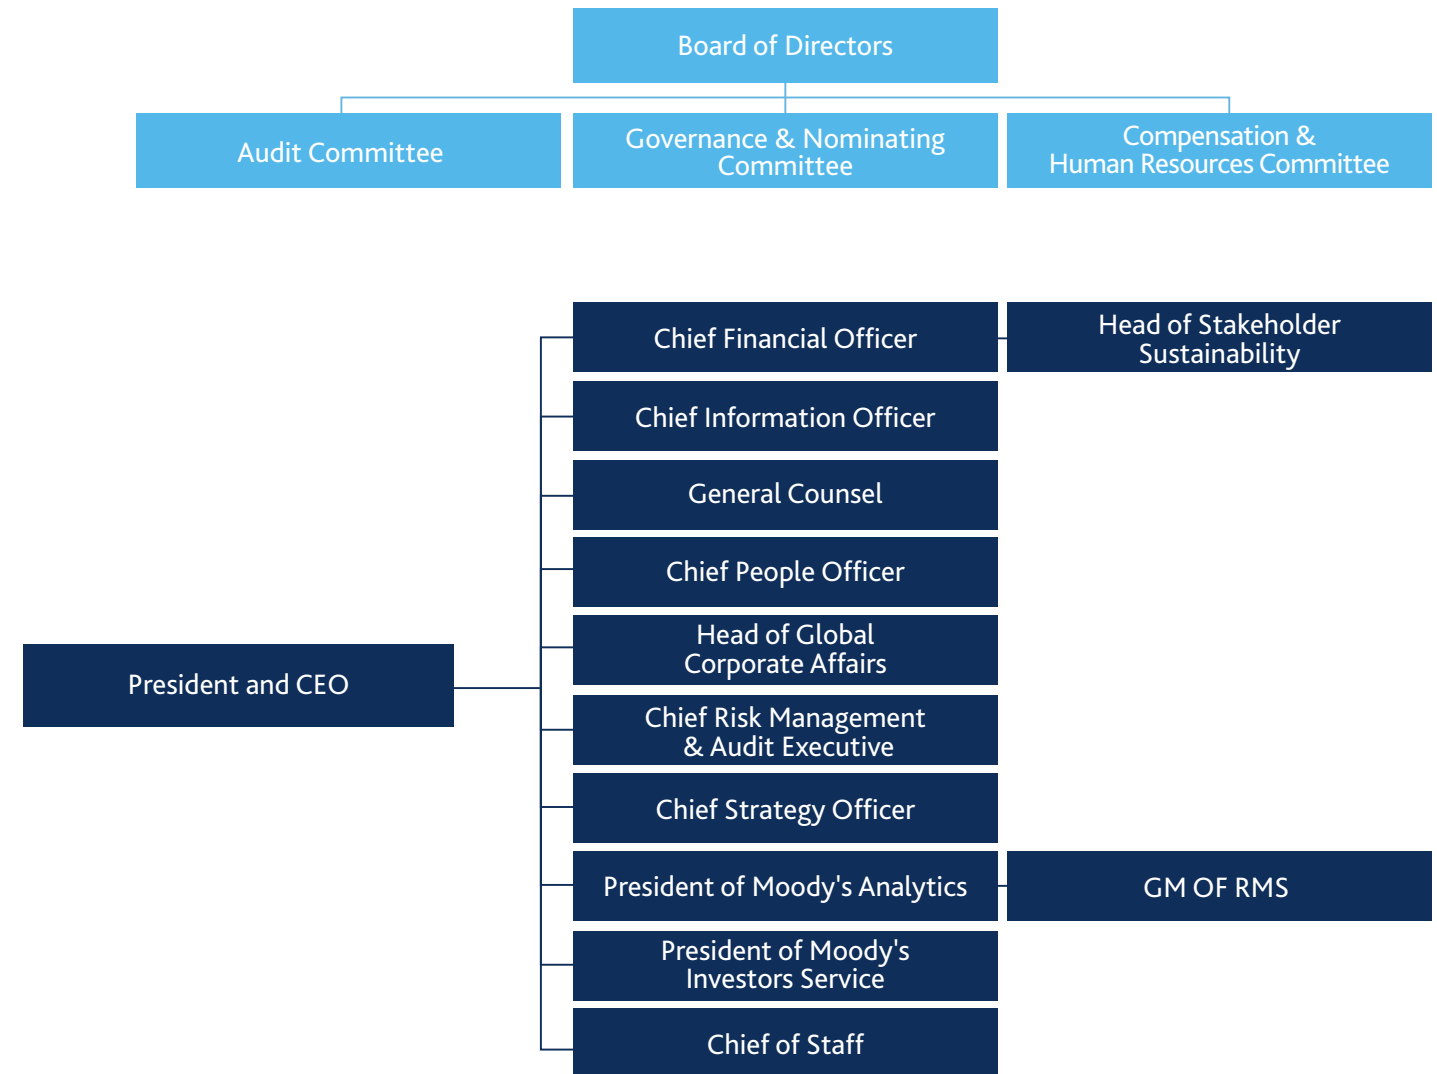 Board of Directors
Audit Committee
Governance & Nominating
Committee
Compensation &
Human Resources Committee
Chief Financial Officer
Head of Stakeholder
Sustainability
Chief Information Officer
General Counsel
Chief People Officer
Head of Global
Corporate Affairs
President and CEO
Chief Risk Management
& Audit Executive
Chief Strategy Officer
President of Moody's Analytics
GM OF RMS
President of Moody's
Investors Service
Chief of Staff